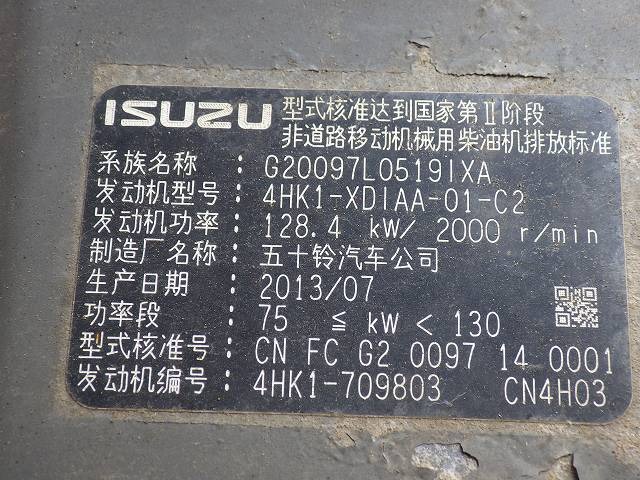 ISUZU 型式核准达到国家第Ⅱ阶段
非道路移动机械用柴油机排放标准
系族名称 : G20097L0519IXA
发动机型号 : 4HK1-XDIAA-01-C2
发动机功率 : 128.4 kW/ 2000 r/min
制造厂名称 : 五十铃汽车公司
生产日期 : 2013/07
功率段 : 75 ≦ kW < 130
型式核准号 : CN FC G2 0097 14 0001
发动机编号 : 4HK1-709803 CN4H03